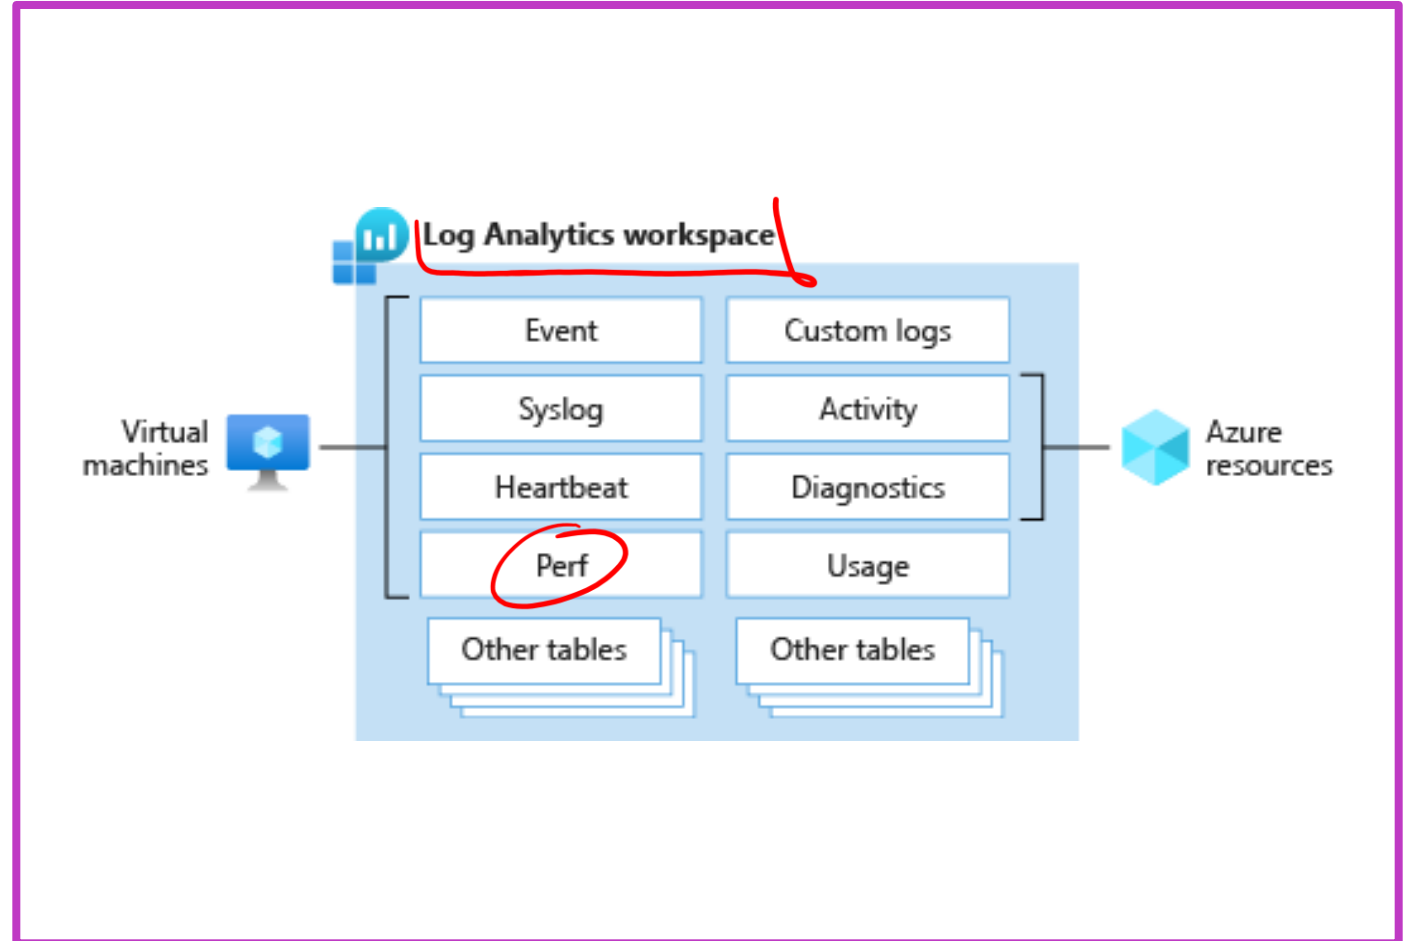 Log Analytics workspace
Event
Custom logs
Syslog
Activity
Virtual
machines
Azure
resources
Heartbeat
Diagnostics
Perf
Usage
Other tables
Other tables